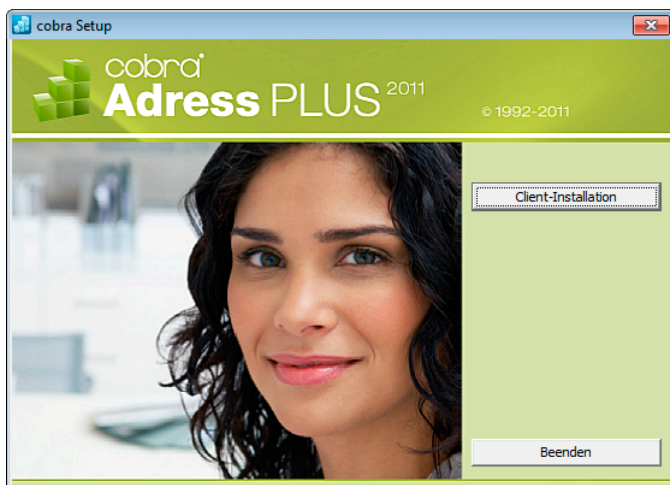 cobra Setup
cobra
Adress PLUS 2011
© 1992-2011
Client-Installation
Beenden